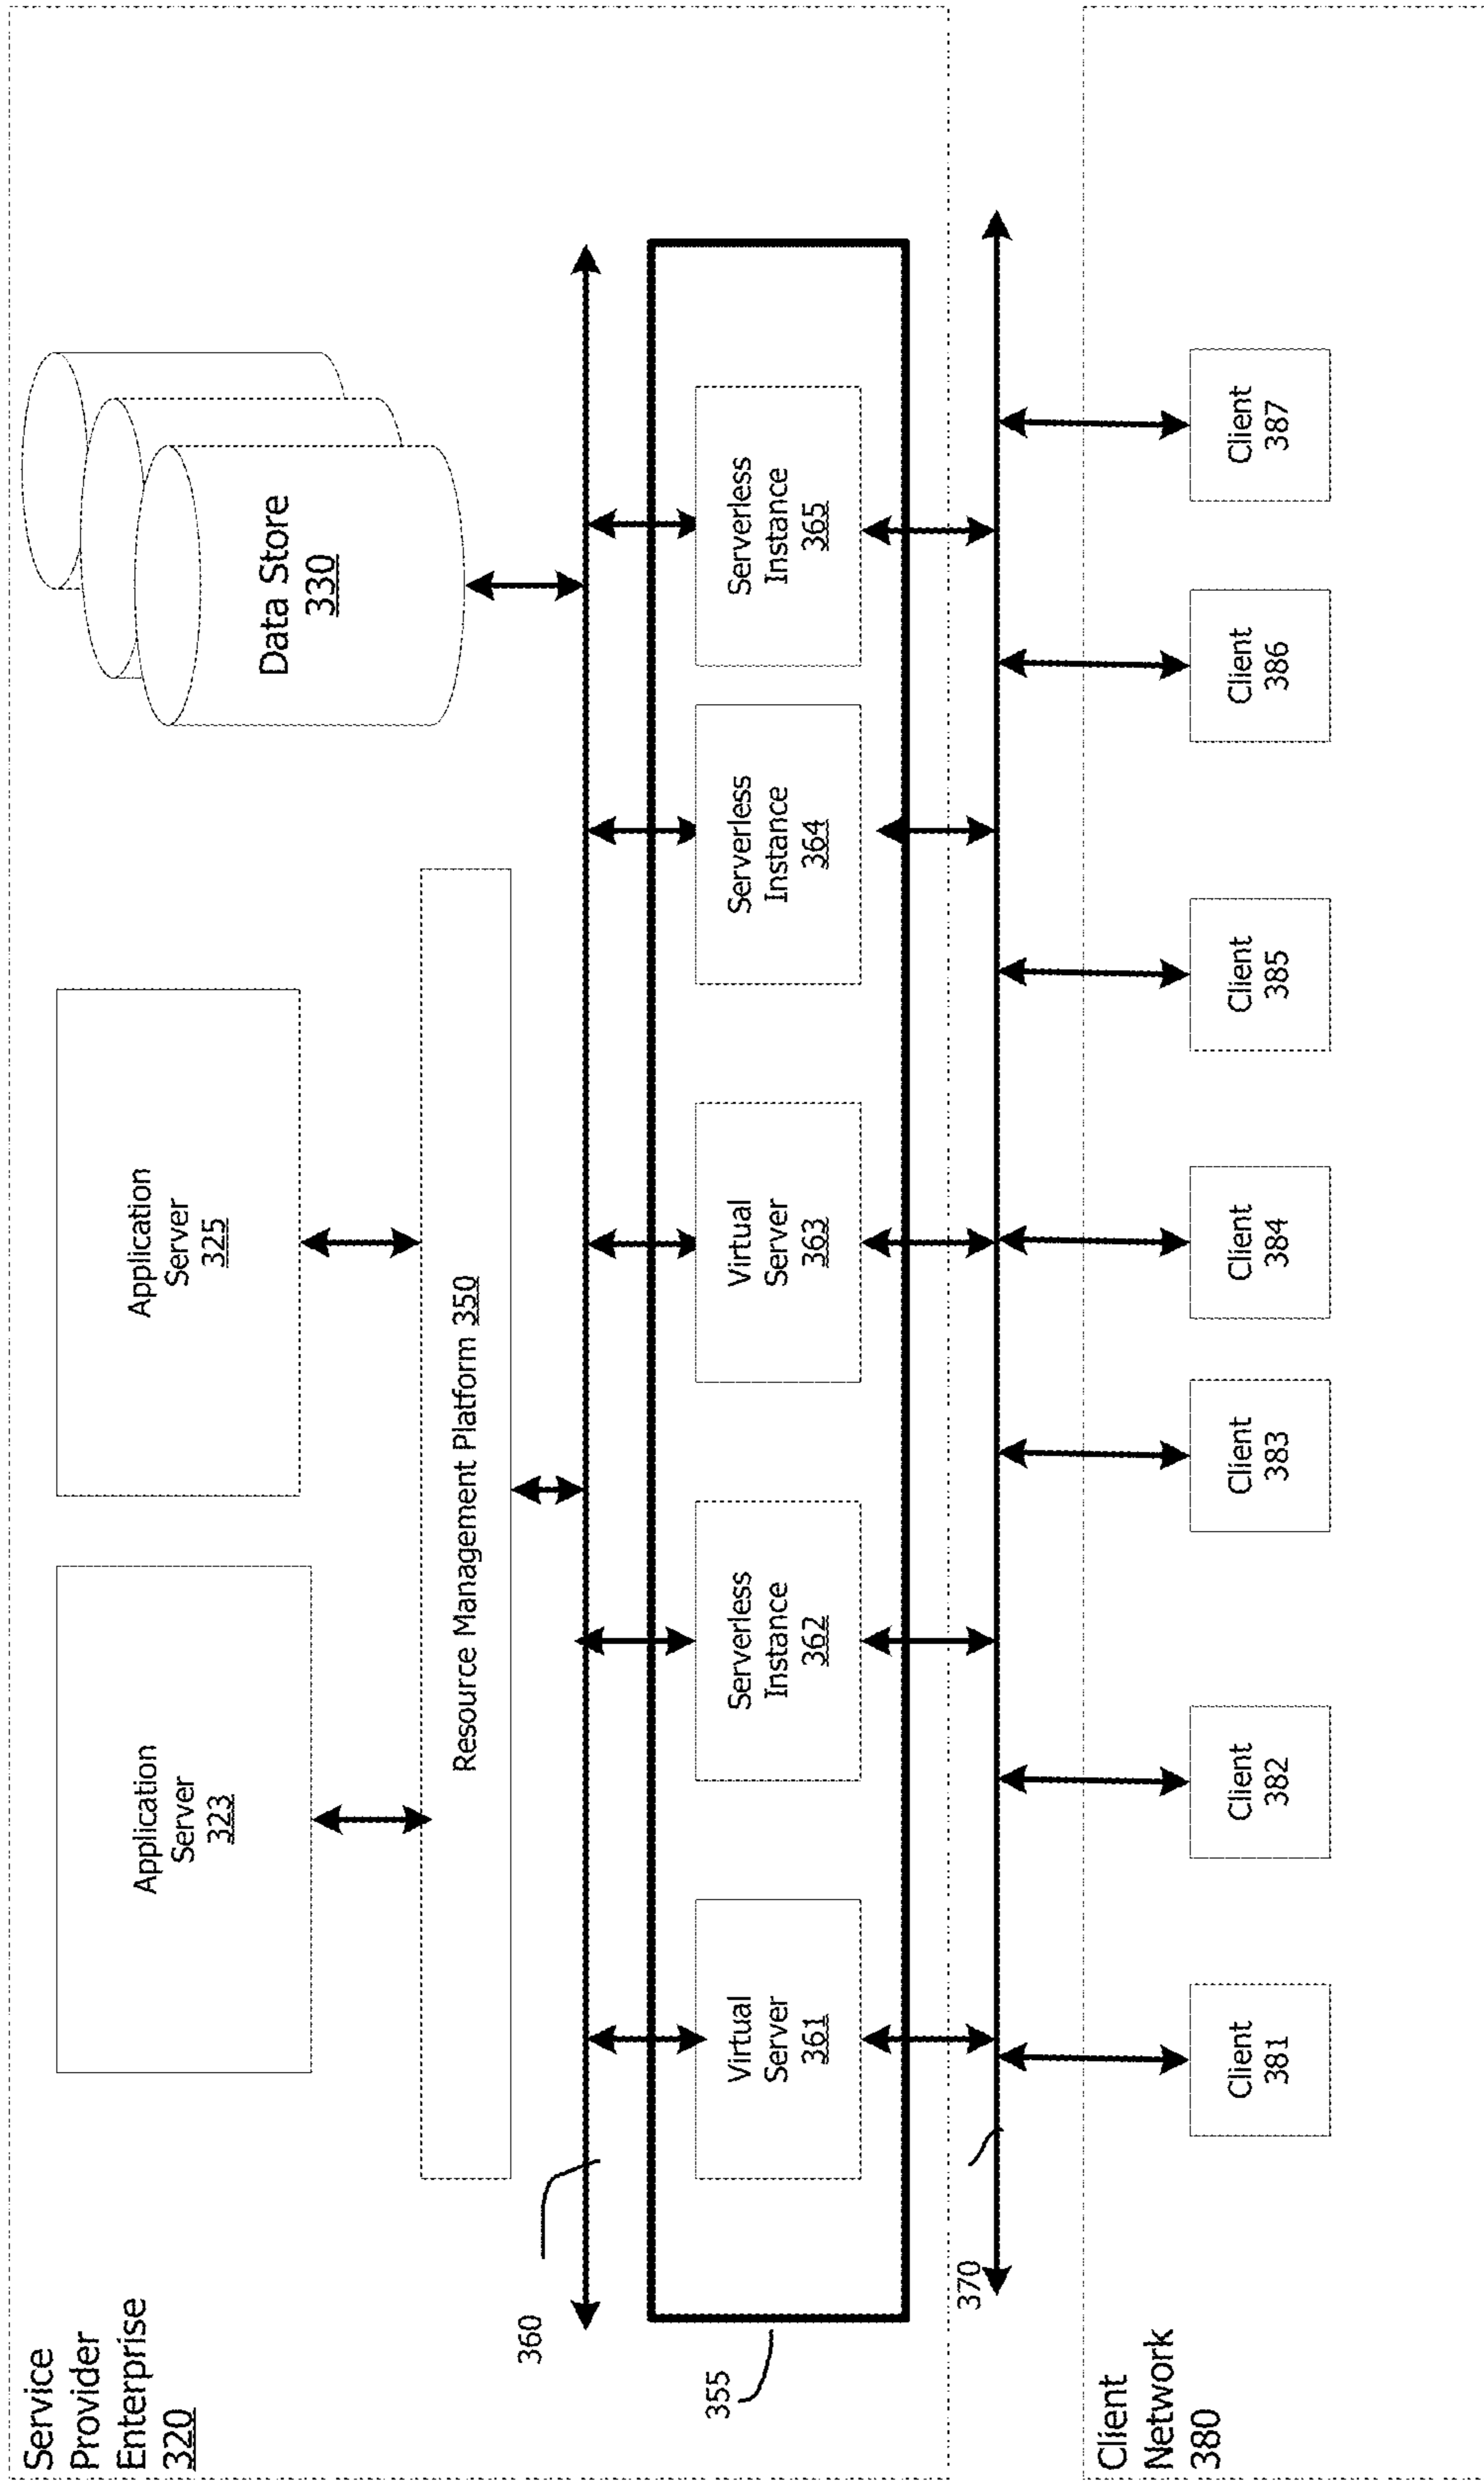 Service
Provider
Enterprise
320
Application
Server
323
Application
Server
325
Data Store
330
Resource Management Platform 350
360
355
Virtual
Server
361
Serverless
Instance
362
Virtual
Server
363
Serverless
Instance
364
Serverless
Instance
365
370
Client
Network
380
Client
381
Client
382
Client
383
Client
384
Client
385
Client
386
Client
387